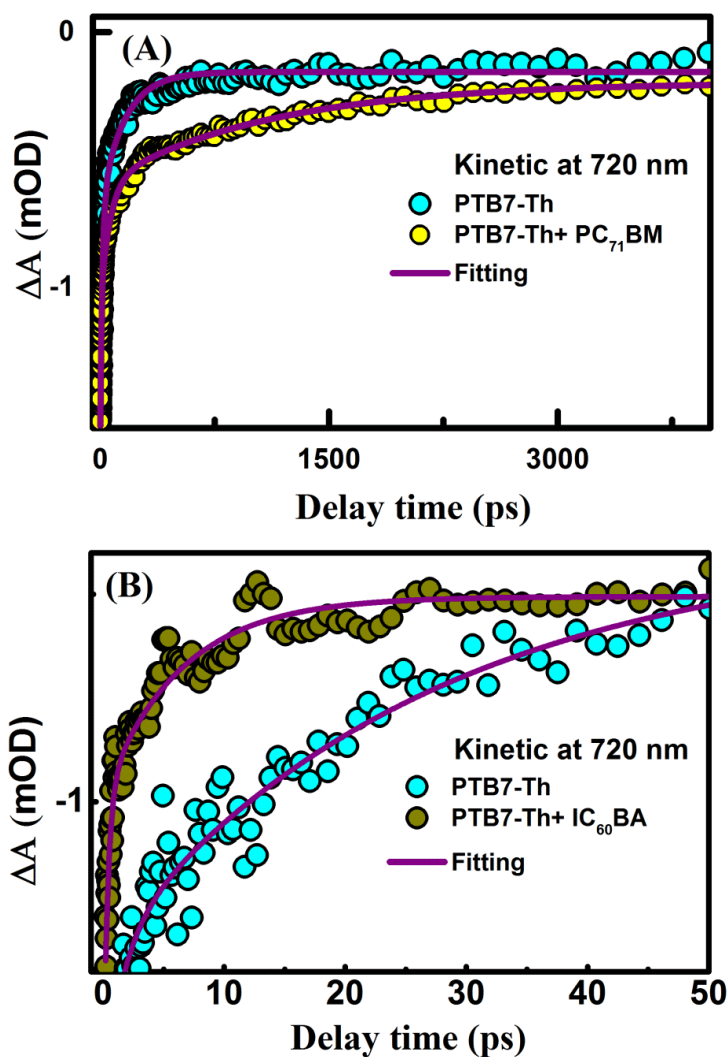 (A)
0
-1
ΔA (mOD)
Kinetic at 720 nm
PTB7-Th
PTB7-Th+ PC₇₁BM
Fitting
0
1500
3000
Delay time (ps)
(B)
-1
ΔA (mOD)
Kinetic at 720 nm
PTB7-Th
PTB7-Th+ IC₆₀BA
Fitting
0
10
20
30
40
50
Delay time (ps)